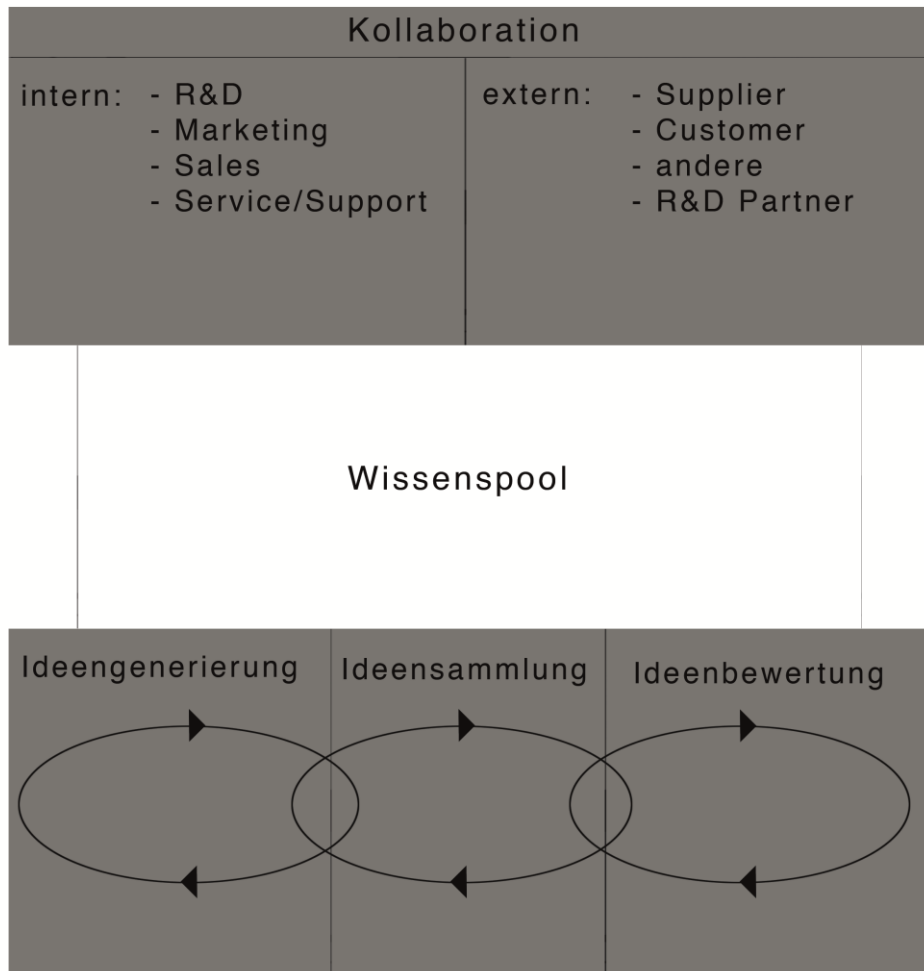 Kollaboration
intern: - R&D
- Marketing
- Sales
- Service/Support
extern: - Supplier
- Customer
- andere
- R&D Partner
Wissenspool
Ideengenerierung
Ideensammlung
Ideenbewertung